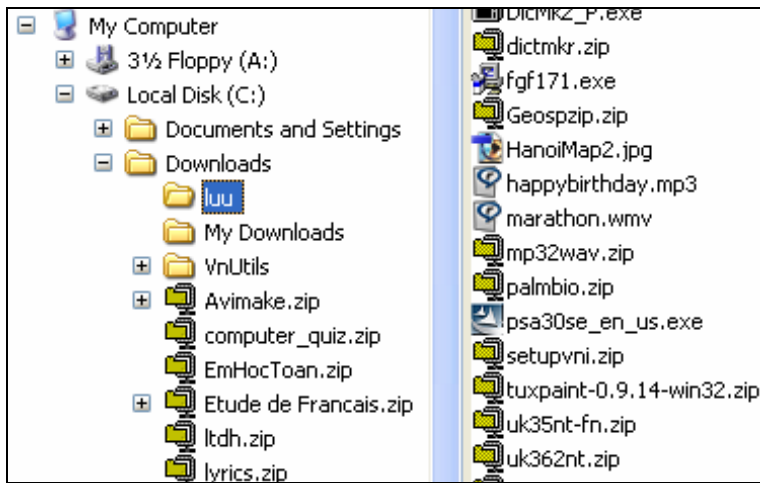 My Computer
3½ Floppy (A:)
Local Disk (C:)
Documents and Settings
Downloads
luu
My Downloads
VnUtils
Avimake.zip
computer_quiz.zip
EmHocToan.zip
Etude de Francais.zip
ltdh.zip
lyrics.zip
DicMk2_P.exe
dictmkr.zip
fgf171.exe
Geospzip.zip
HanoiMap2.jpg
happybirthday.mp3
marathon.wmv
mp32wav.zip
palmbio.zip
psa30se_en_us.exe
setupvni.zip
tuxpaint-0.9.14-win32.zip
uk35nt-fn.zip
uk362nt.zip